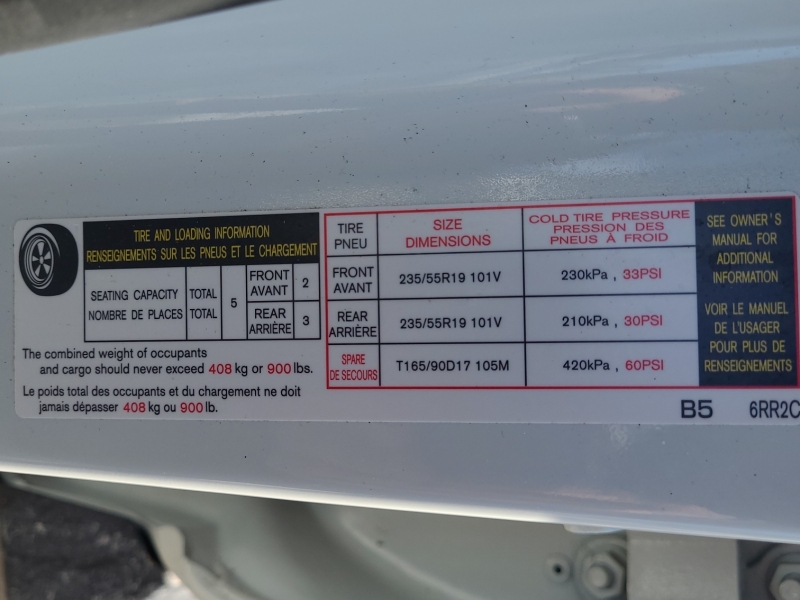 TIRE AND LOADING INFORMATION
RENSEIGNEMENTS SUR LES PNEUS ET LE CHARGEMENT
SEATING CAPACITY
NOMBRE DE PLACES
TOTAL
TOTAL
5
FRONT
AVANT
2
REAR
ARRIÈRE
3
The combined weight of occupants
and cargo should never exceed 408 kg or 900 lbs.
Le poids total des occupants et du chargement ne doit
jamais dépasser 408 kg ou 900 lb.
TIRE
PNEU
SIZE
DIMENSIONS
COLD TIRE PRESSURE
PRESSION DES
PNEUS À FROID
FRONT
AVANT
235/55R19 101V
230kPa , 33PSI
REAR
ARRIÈRE
235/55R19 101V
210kPa , 30PSI
SPARE
DE SECOURS
T165/90D17 105M
420kPa , 60PSI
SEE OWNER'S
MANUAL FOR
ADDITIONAL
INFORMATION
VOIR LE MANUEL
DE L'USAGER
POUR PLUS DE
RENSEIGNEMENTS
B5 6RR2C